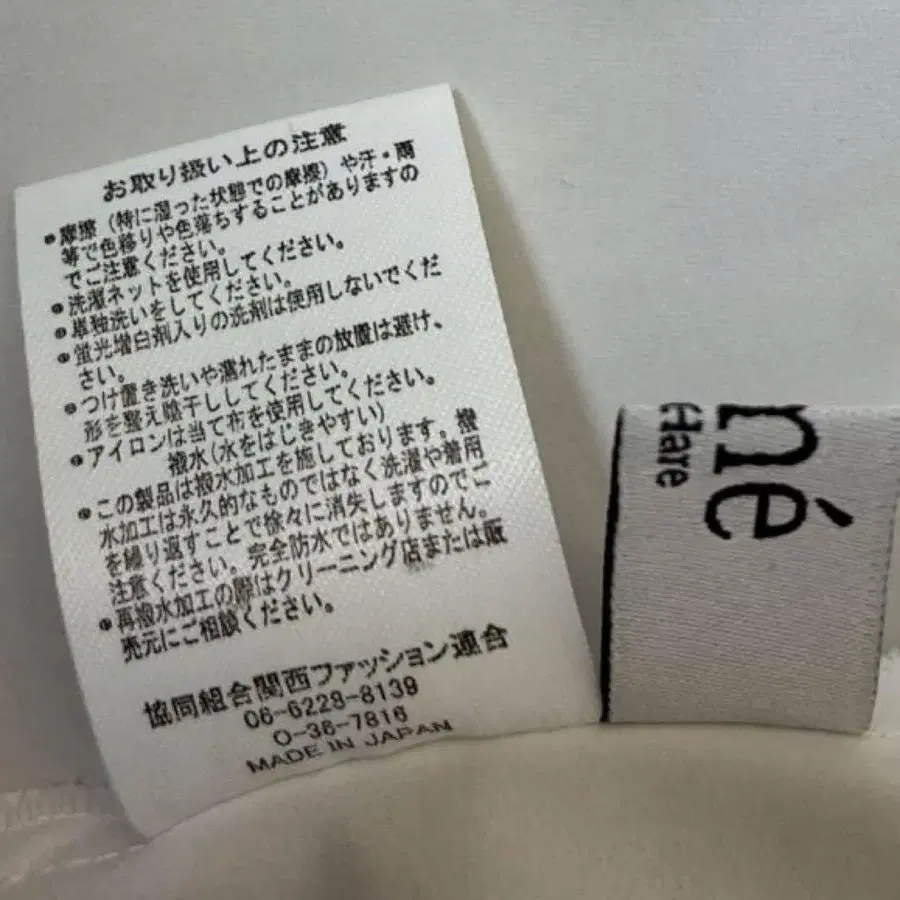 お取り扱い上の注意
●摩擦（特に湿った状態での摩擦）や汗・雨
等で色移りや色落ちすることがありますの
でご注意ください。
●洗濯ネットを使用してください。
●単独洗いをしてください。
●蛍光増白剤入りの洗剤は使用しないでくだ
さい。
●つけ置き洗いや濡れたままの放置は避け、
形を整え陰干ししてください。
●アイロンは当て布を使用してください。
撥水(水をはじきやすい)
●この製品は撥水加工を施しております。撥
水加工は永久的なものではなく洗濯や着用
を繰り返すことで徐々に消失しますのでご
注意ください。完全防水ではありません。
●再撥水加工の際はクリーニング店または販
売元にご相談ください。
協同組合関西ファッション連合
06-6228-8139
O-36-7816
MADE IN JAPAN
né
Hare